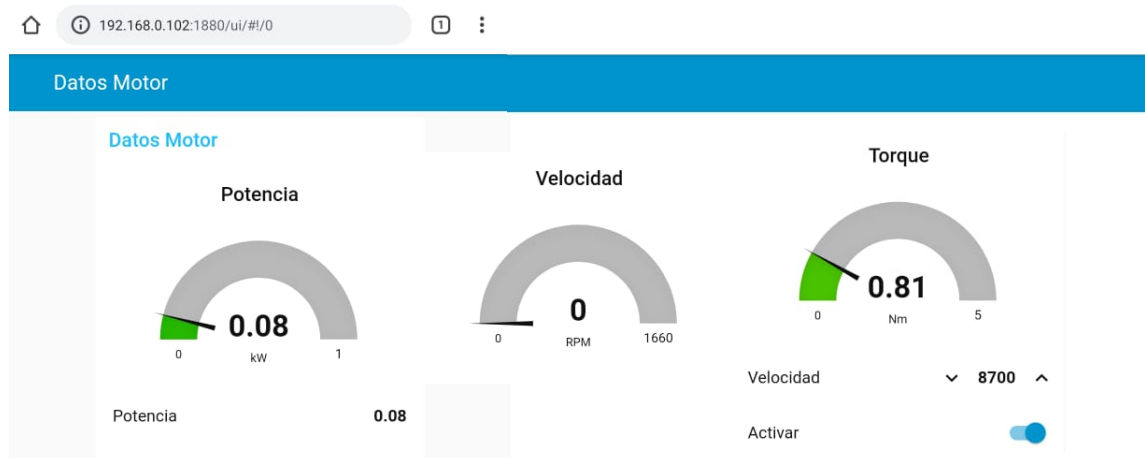 192.168.0.102:1880/ui/#!/0
1
Datos Motor
Datos Motor
Potencia
0.08
kW
0
1
Potencia
0.08
Velocidad
0
RPM
0
1660
Torque
0.81
Nm
0
5
Velocidad
8700
Activar